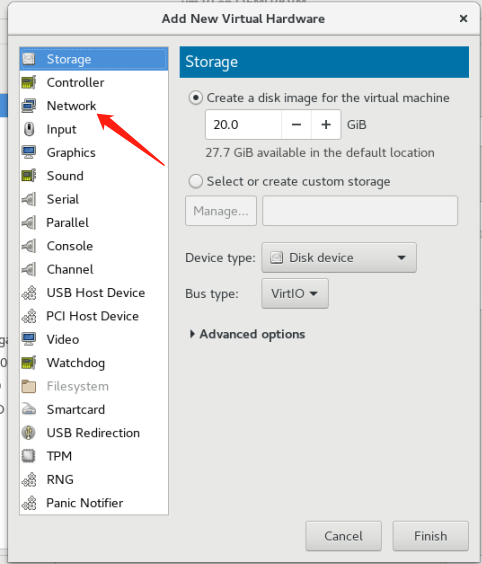 Add New Virtual Hardware
Storage
Controller
Network
Input
Graphics
Sound
Serial
Parallel
Console
Channel
USB Host Device
PCI Host Device
Video
Watchdog
Filesystem
Smartcard
USB Redirection
TPM
RNG
Panic Notifier
Storage
Create a disk image for the virtual machine
20.0 − + GiB
27.7 GiB available in the default location
Select or create custom storage
Manage...
Device type: Disk device
Bus type: VirtIO
Advanced options
Cancel Finish